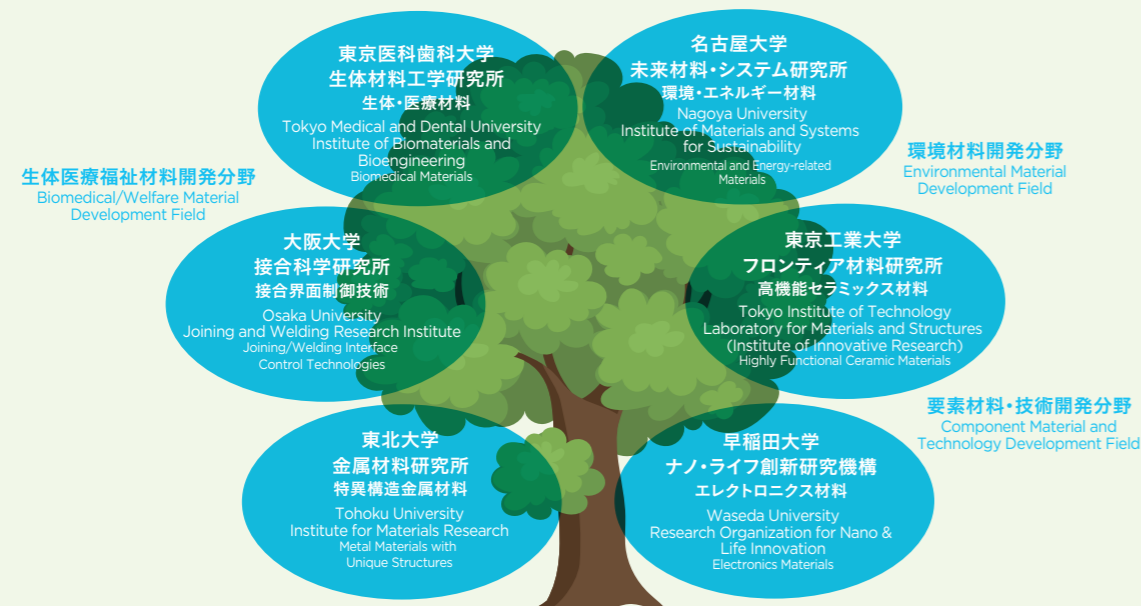 東京医科歯科大学
生体材料工学研究所
生体・医療材料
Tokyo Medical and Dental University
Institute of Biomaterials and
Bioengineering
Biomedical Materials
名古屋大学
未来材料・システム研究所
環境・エネルギー材料
Nagoya University
Institute of Materials and Systems
for Sustainability
Environmental and Energy-related
Materials
生体医療福祉材料開発分野
Biomedical/Welfare Material
Development Field
環境材料開発分野
Environmental Material
Development Field
大阪大学
接合科学研究所
接合界面制御技術
Osaka University
Joining and Welding Research Institute
Joining/Welding Interface
Control Technologies
東京工業大学
フロンティア材料研究所
高機能セラミックス材料
Tokyo Institute of Technology
Laboratory for Materials and Structures
(Institute of Innovative Research)
Highly Functional Ceramic Materials
要素材料・技術開発分野
Component Material and
Technology Development Field
東北大学
金属材料研究所
特異構造金属材料
Tohoku University
Institute for Materials Research
Metal Materials with
Unique Structures
早稲田大学
ナノ・ライフ創新研究機構
エレクトロニクス材料
Waseda University
Research Organization for Nano &
Life Innovation
Electronics Materials